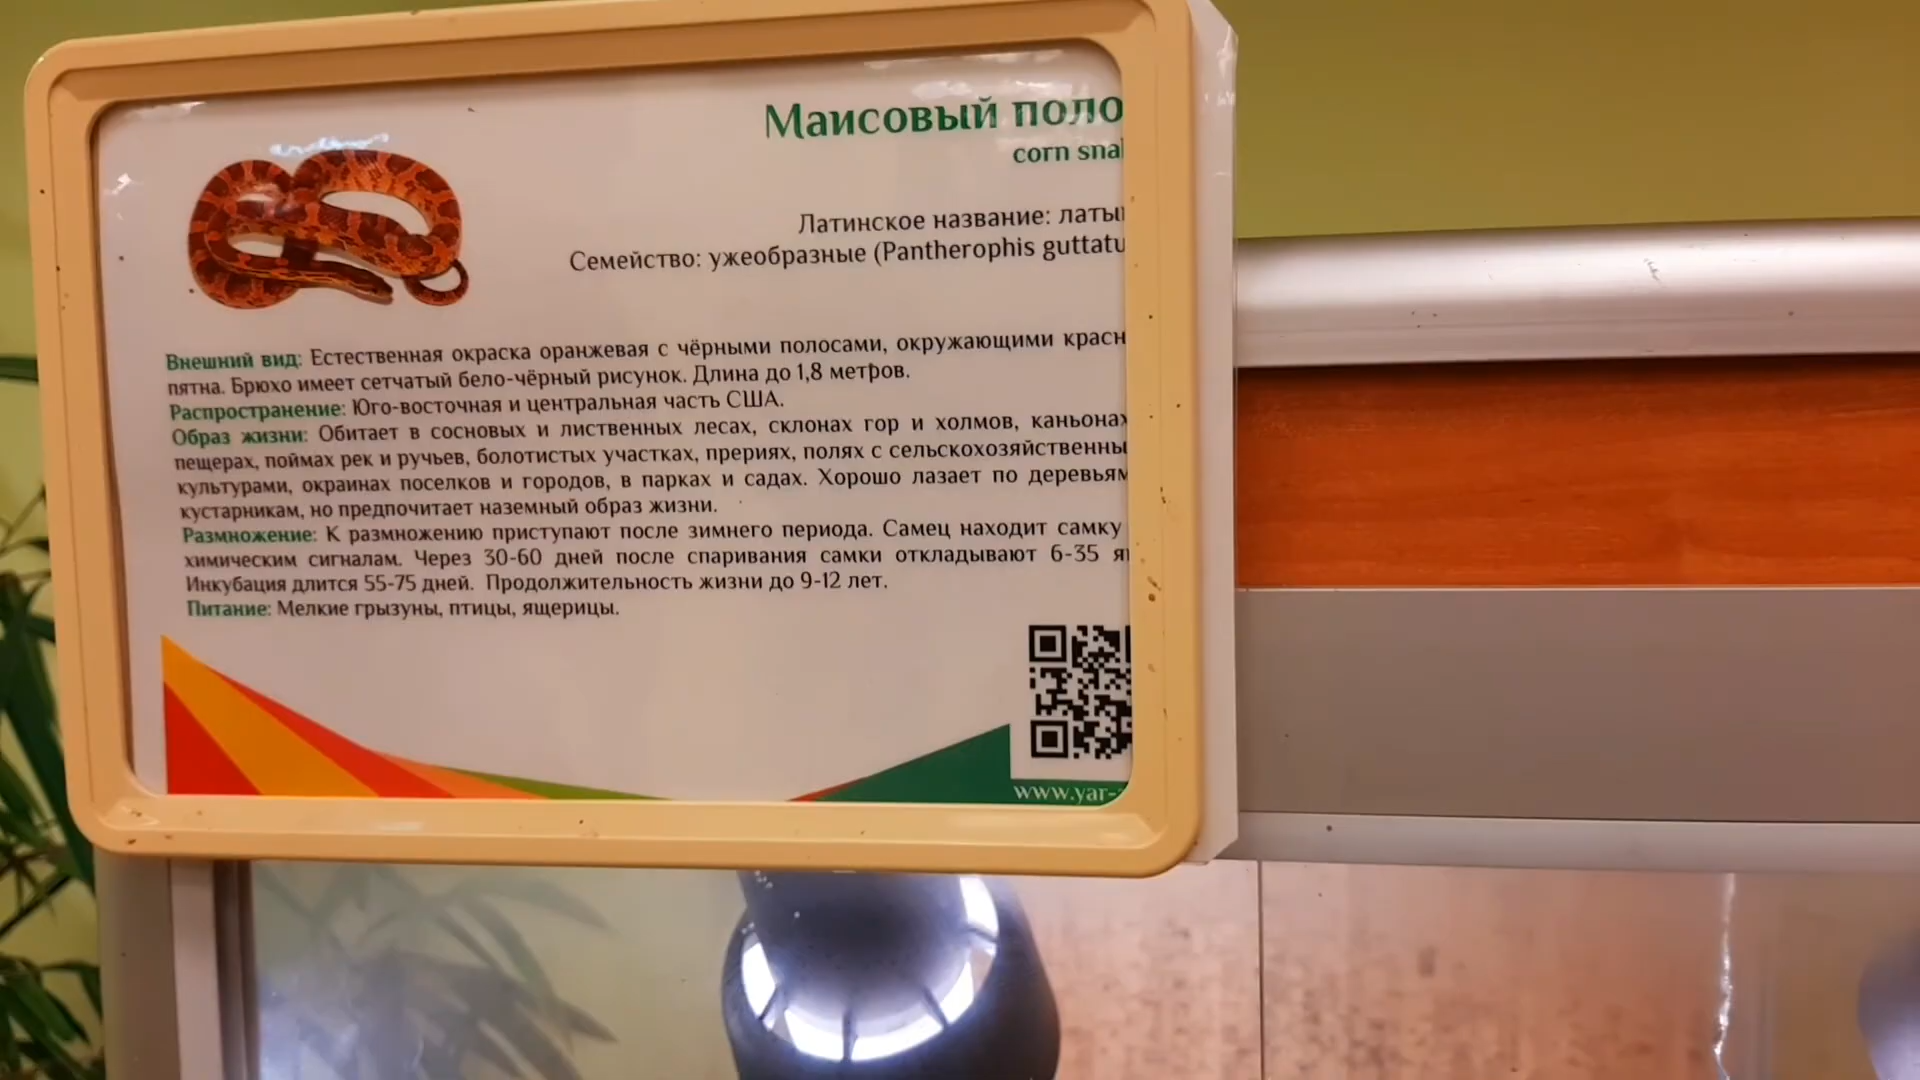 Маисовый поло
corn sna
Латинское название: латы
Семейство: ужеобразные (Pantherophis guttatu
Внешний вид: Естественная окраска оранжевая с чёрными полосами, окружающими красн
пятна. Брюхо имеет сетчатый бело-чёрный рисунок. Длина до 1,8 метров.
Распространение: Юго-восточная и центральная часть США.
Образ жизни: Обитает в сосновых и лиственных лесах, склонах гор и холмов, каньонах
пещерах, поймах рек и ручьев, болотистых участках, прериях, полях с сельскохозяйственны
культурами, окраинах поселков и городов, в парках и садах. Хорошо лазает по деревьям
кустарникам, но предпочитает наземный образ жизни.
Размножение: К размножению приступают после зимнего периода. Самец находит самку
химическим сигналам. Через 30-60 дней после спаривания самки откладывают 6-35 я
Инкубация длится 55-75 дней. Продолжительность жизни до 9-12 лет.
Питание: Мелкие грызуны, птицы, ящерицы.
www.yar-